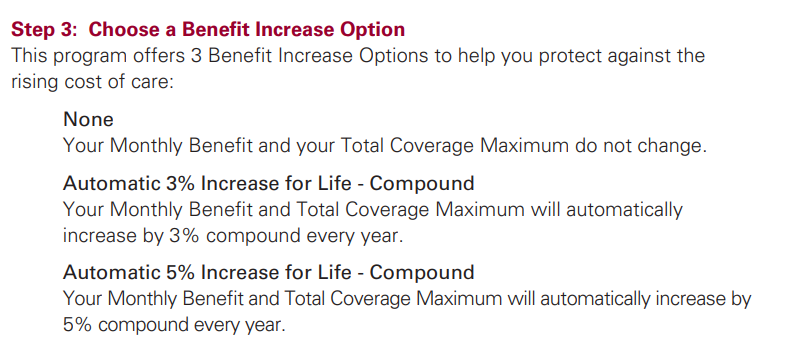 Step 3:  Choose a Benefit Increase Option
This program offers 3 Benefit Increase Options to help you protect against the
rising cost of care:
None
Your Monthly Benefit and your Total Coverage Maximum do not change.
Automatic 3% Increase for Life - Compound
Your Monthly Benefit and Total Coverage Maximum will automatically
increase by 3% compound every year.
Automatic 5% Increase for Life - Compound
Your Monthly Benefit and Total Coverage Maximum will automatically increase by
5% compound every year.